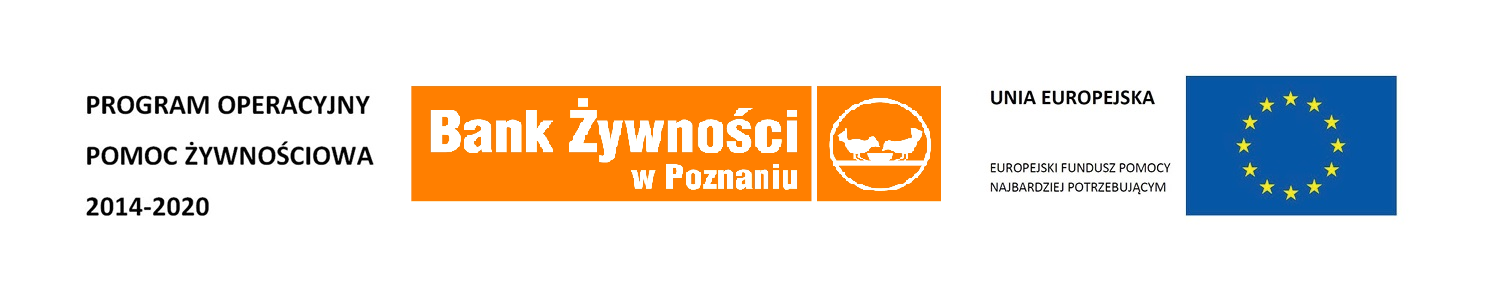 PROGRAM OPERACYJNY
POMOC ŻYWNOŚCIOWA
2014-2020
Bank Żywności
w Poznaniu
UNIA EUROPEJSKA
EUROPEJSKI FUNDUSZ POMOCY
NAJBARDZIEJ POTRZEBUJĄCYM